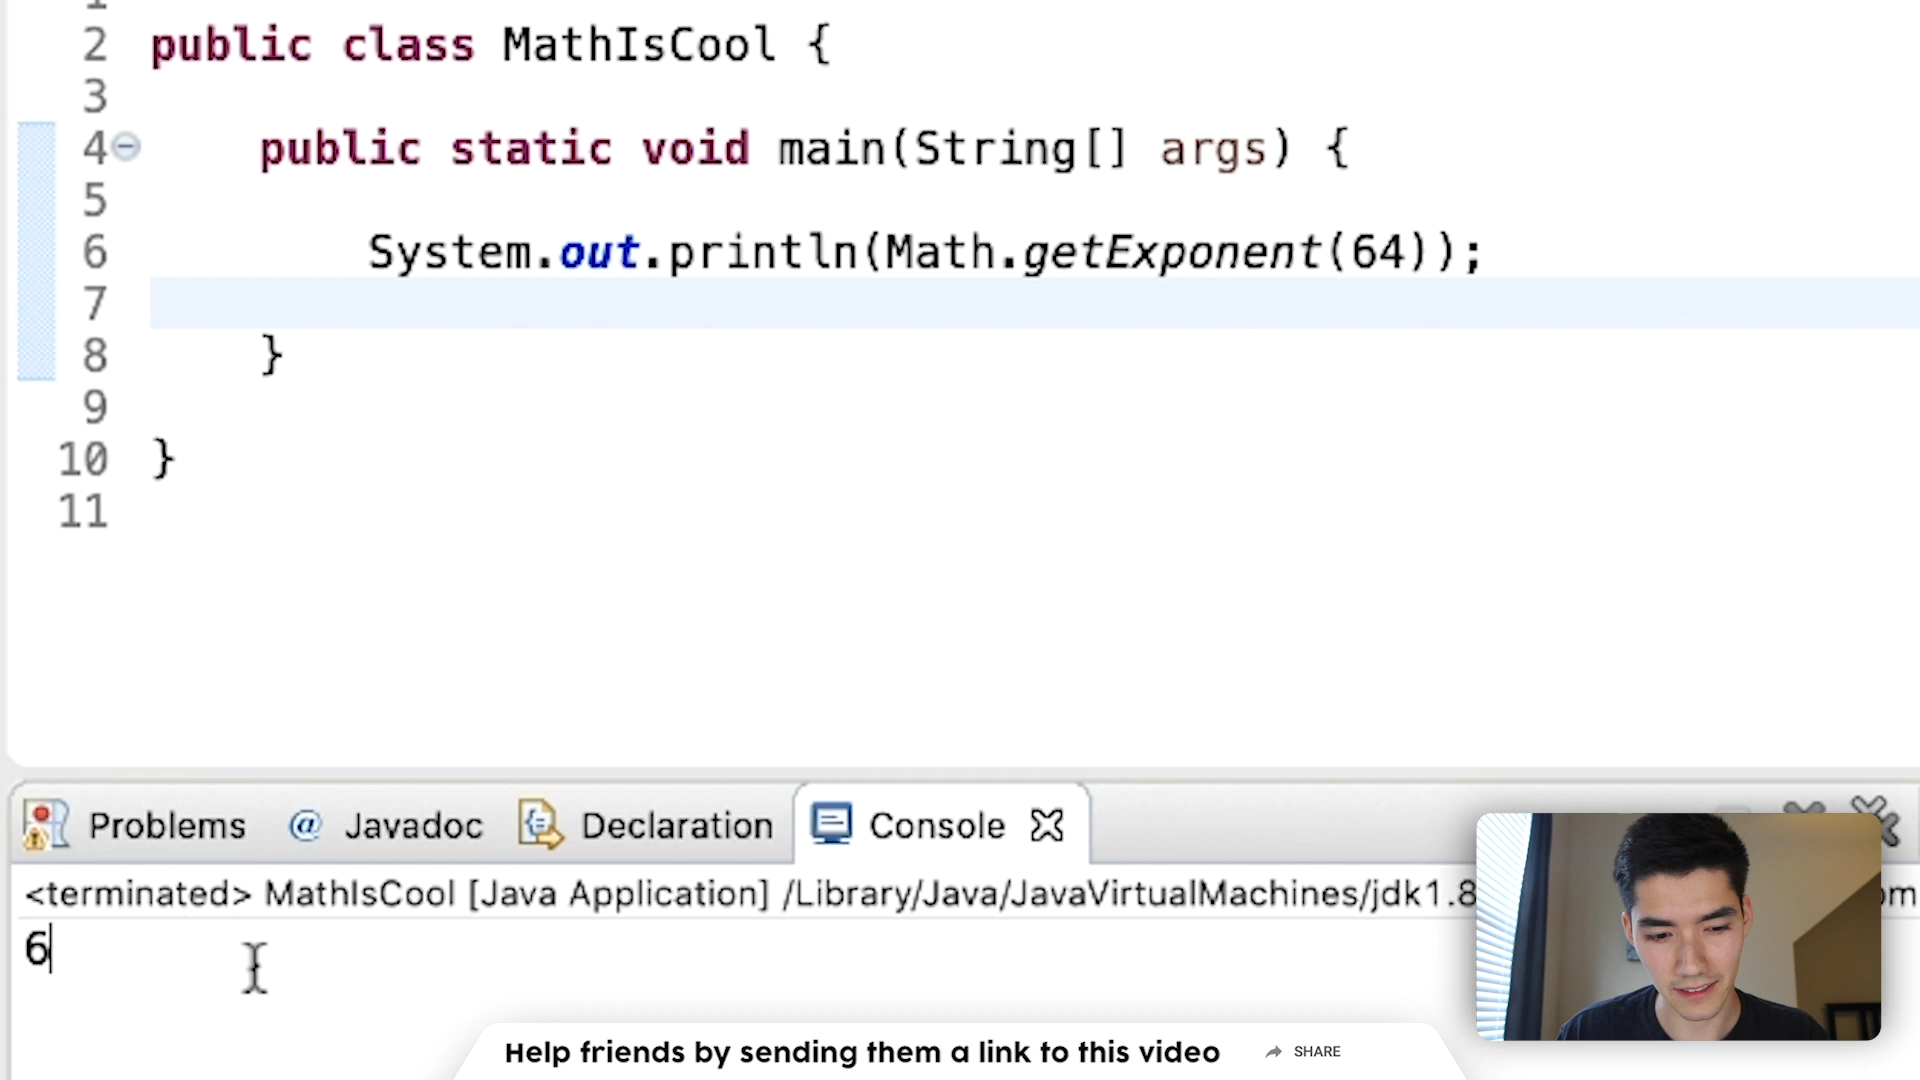 2 public class MathIsCool {
3
4 public static void main(String[] args) {
5
6 System.out.println(Math.getExponent(64));
7
8 }
9
10 }
11
Problems @ Javadoc Declaration Console
<terminated> MathIsCool [Java Application] /Library/Java/JavaVirtualMachines/jdk1.8
6
Help friends by sending them a link to this video SHARE